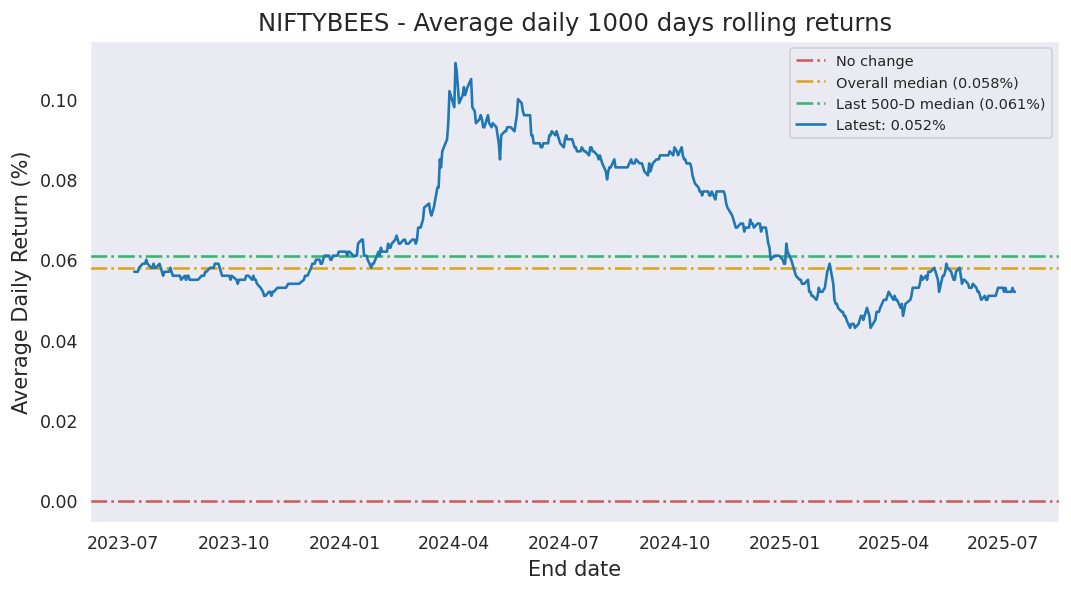 NIFTYBEES - Average daily 1000 days rolling returns
No change
Overall median (0.058%)
Last 500-D median (0.061%)
Latest: 0.052%
Average Daily Return (%)
0.10
0.08
0.06
0.04
0.02
0.00
2023-07 2023-10 2024-01 2024-04 2024-07 2024-10 2025-01 2025-04 2025-07
End date